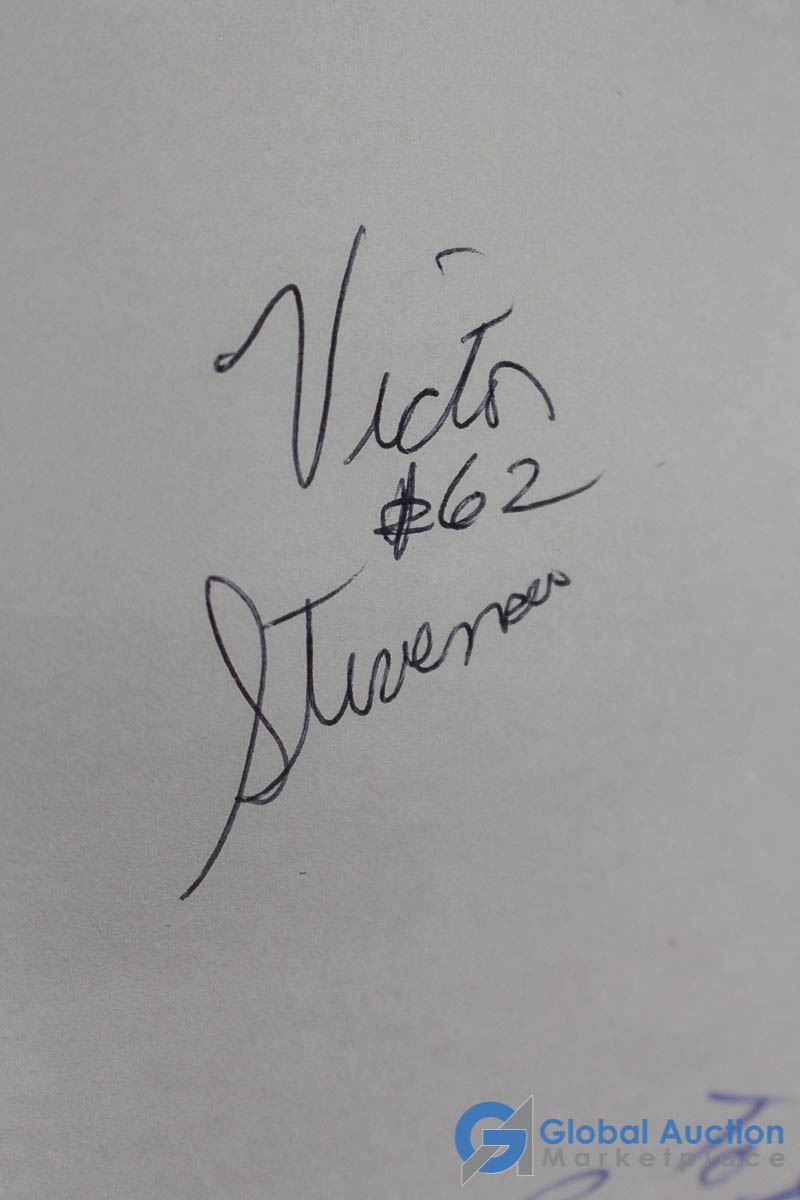 Victor
#62
Stevenson
Global Auction
Marketplace